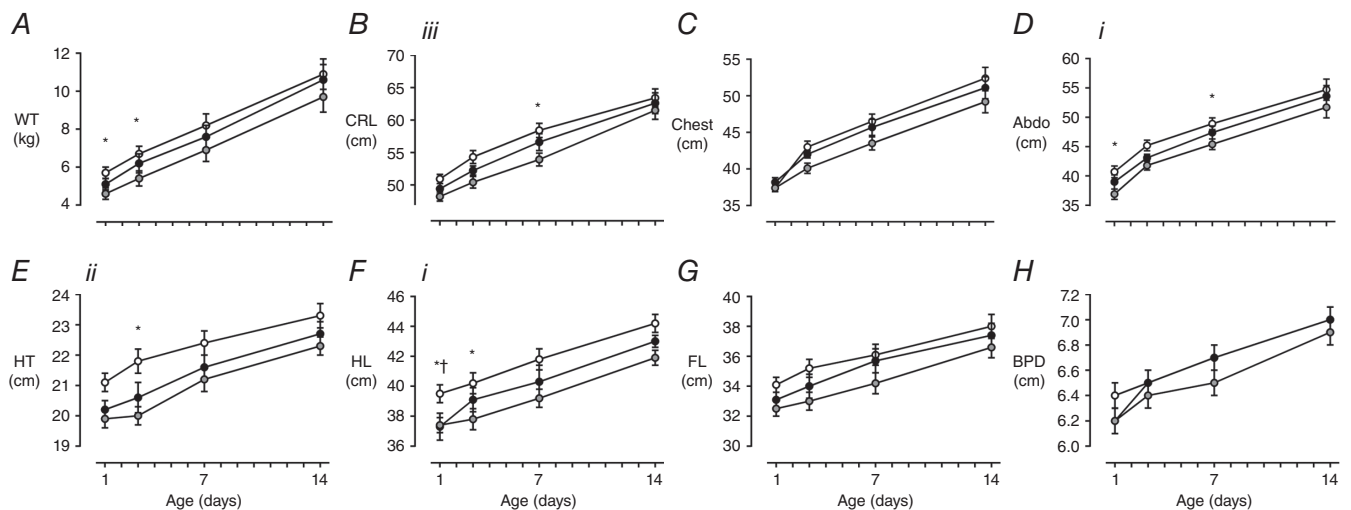 A
12
10
8
6
4
WT
(kg)
*
*
B
iii
70
60
50
CRL
(cm)
*
C
55
50
45
40
35
Chest
(cm)
D
i
60
55
50
45
40
35
Abdo
(cm)
*
*
E
ii
24
23
22
21
20
19
HT
(cm)
*
1
7
14
Age (days)
F
i
46
44
42
40
38
36
HL
(cm)
*†
*
1
7
14
Age (days)
G
40
38
36
34
32
30
FL
(cm)
1
7
14
Age (days)
H
7.2
7.0
6.8
6.6
6.4
6.2
6.0
BPD
(cm)
1
7
14
Age (days)